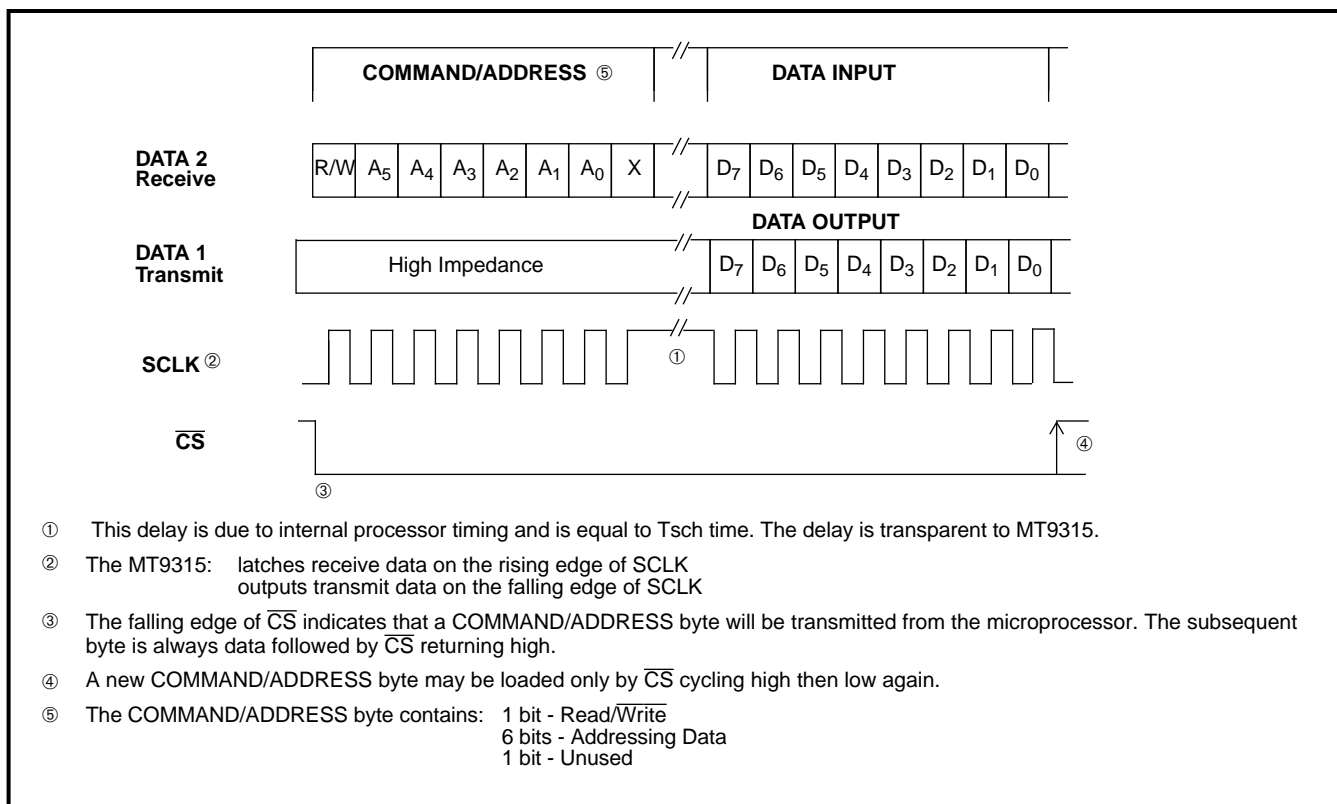 COMMAND/ADDRESS ⑤ DATA INPUT
DATA 2
Receive
R/W A5 A4 A3 A2 A1 A0 X D7 D6 D5 D4 D3 D2 D1 D0
DATA OUTPUT
DATA 1
Transmit
High Impedance D7 D6 D5 D4 D3 D2 D1 D0
SCLK ② ①
CS ④
③
① This delay is due to internal processor timing and is equal to Tsch time. The delay is transparent to MT9315.
② The MT9315: latches receive data on the rising edge of SCLK
outputs transmit data on the falling edge of SCLK
③ The falling edge of CS indicates that a COMMAND/ADDRESS byte will be transmitted from the microprocessor. The subsequent
byte is always data followed by CS returning high.
④ A new COMMAND/ADDRESS byte may be loaded only by CS cycling high then low again.
⑤ The COMMAND/ADDRESS byte contains: 1 bit - Read/Write
6 bits - Addressing Data
1 bit - Unused